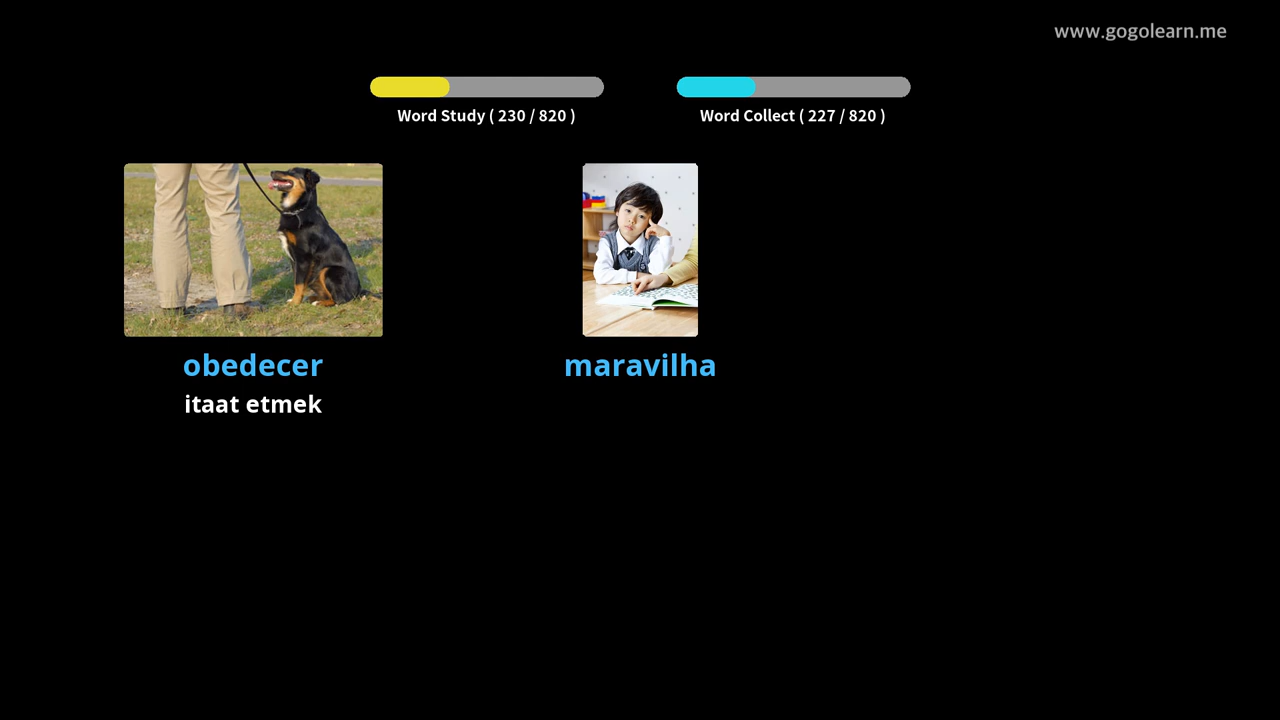 www.gogolearn.me
Word Study ( 230 / 820 )
Word Collect ( 227 / 820 )
obedecer
itaat etmek
maravilha